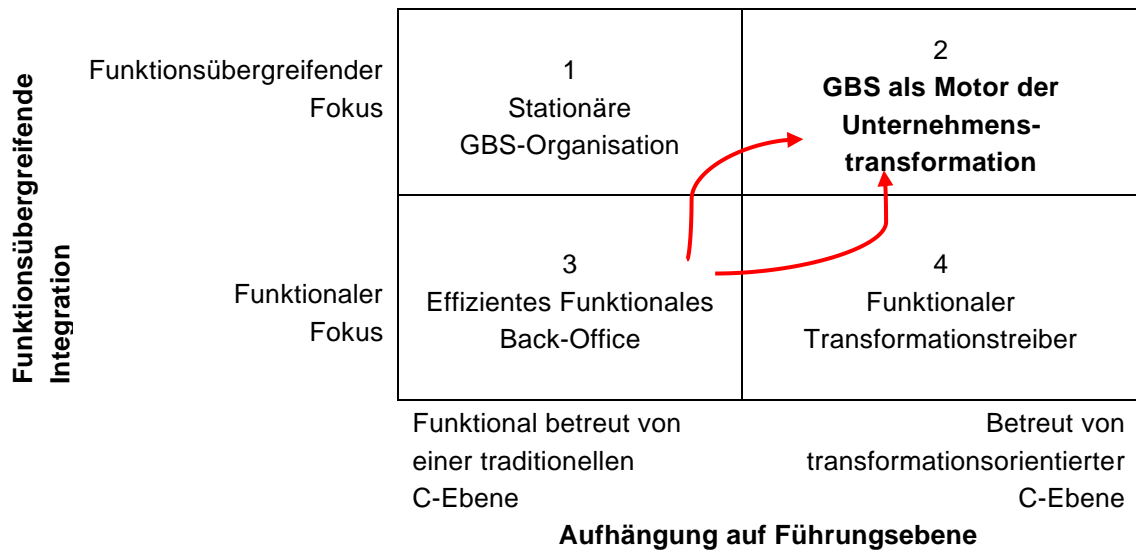 Funktionsübergreifende
Integration
Funktionsübergreifender
Fokus
1
Stationäre
GBS-Organisation
2
GBS als Motor der
Unternehmens-
transformation
Funktionaler
Fokus
3
Effizientes Funktionales
Back-Office
4
Funktionaler
Transformationstreiber
Funktional betreut von
einer traditionellen
C-Ebene
Betreut von
transformationsorientierter
C-Ebene
Aufhängung auf Führungsebene